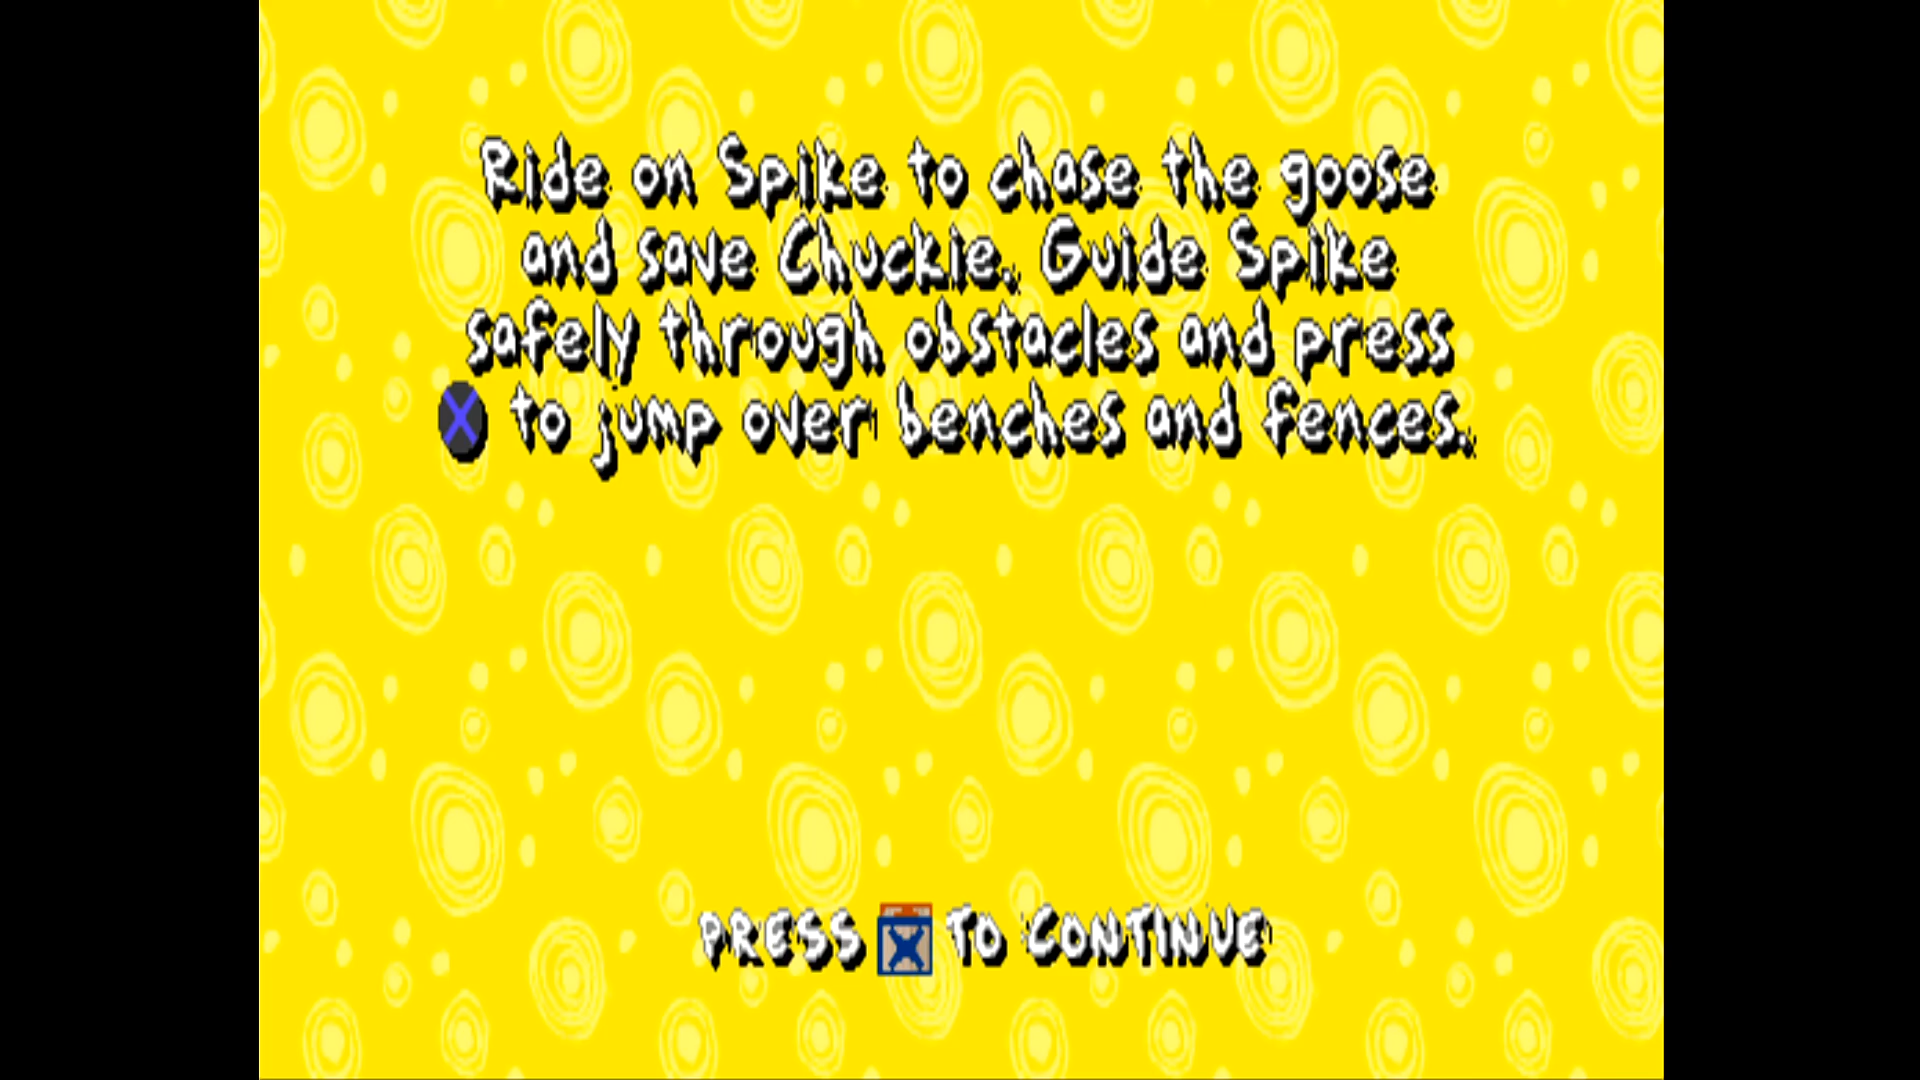 Ride on Spike to chase the goose
and save Chuckie. Guide Spike
safely through obstacles and press
X to jump over benches and fences.
PRESS X TO CONTINUE